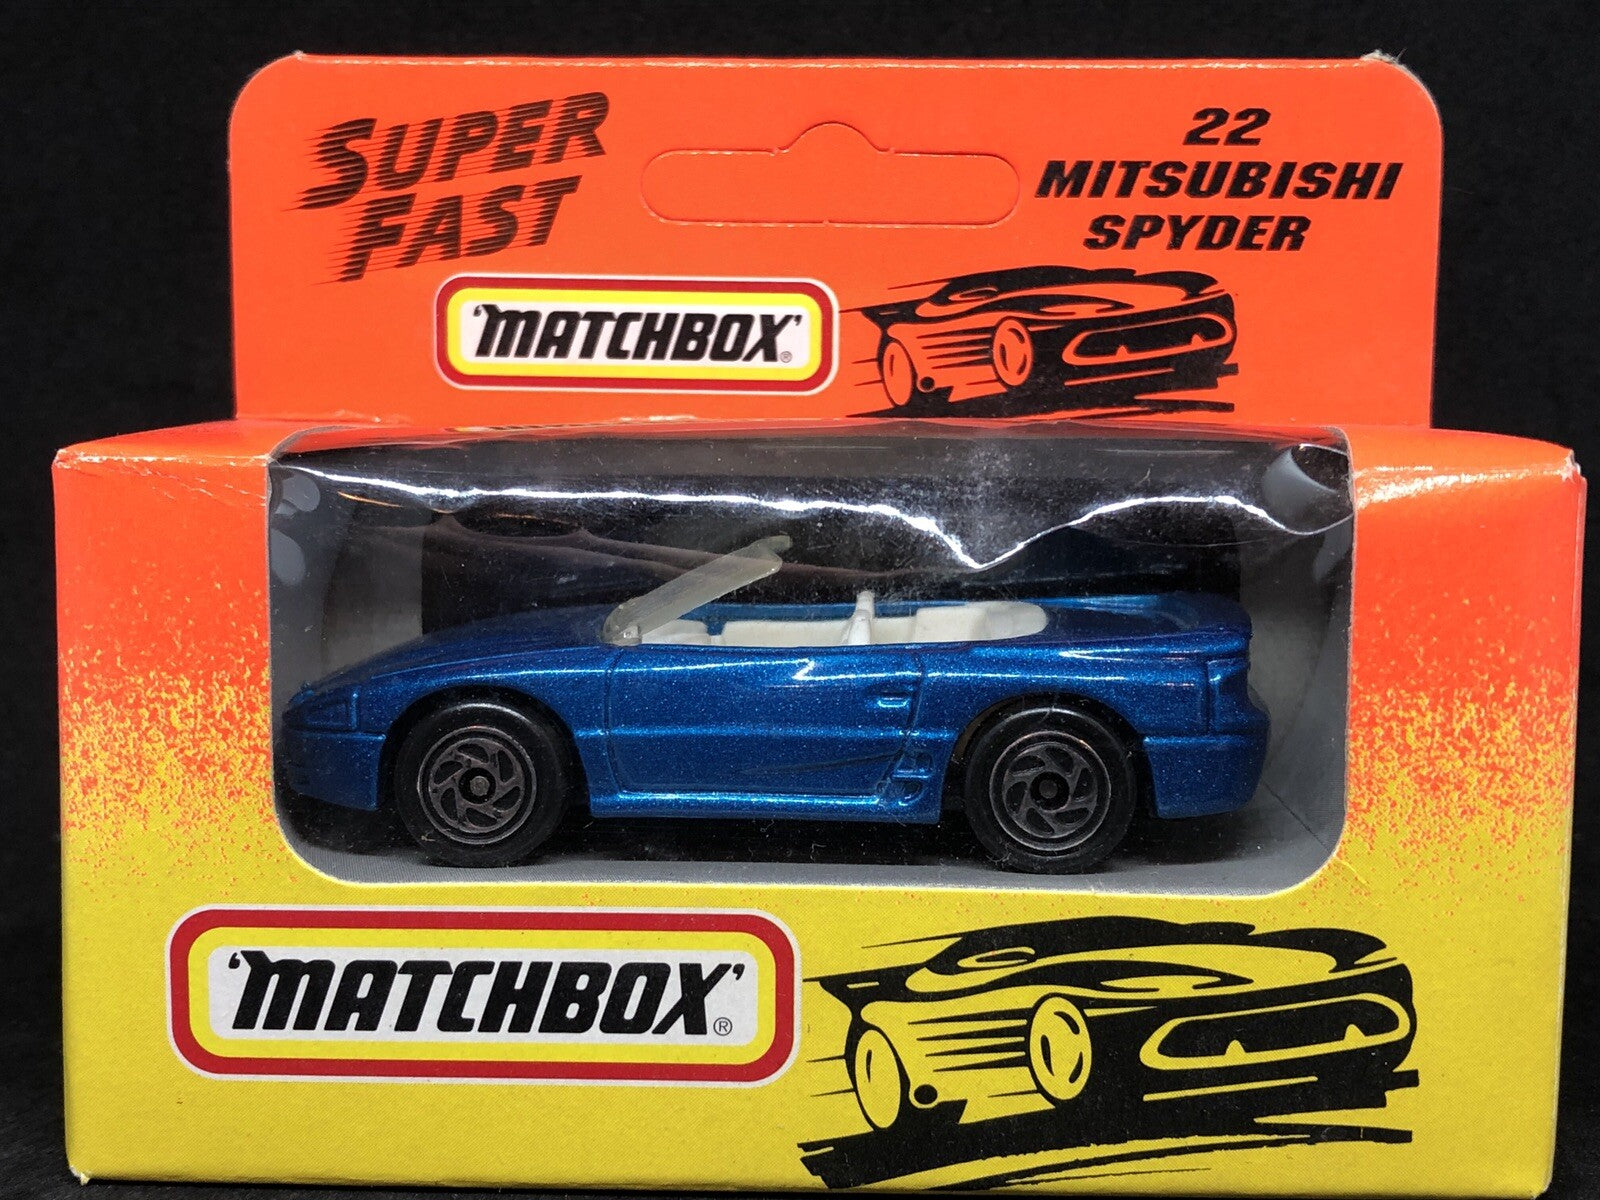 SUPER
FAST
22
MITSUBISHI
SPYDER
'MATCHBOX'®
'MATCHBOX'®